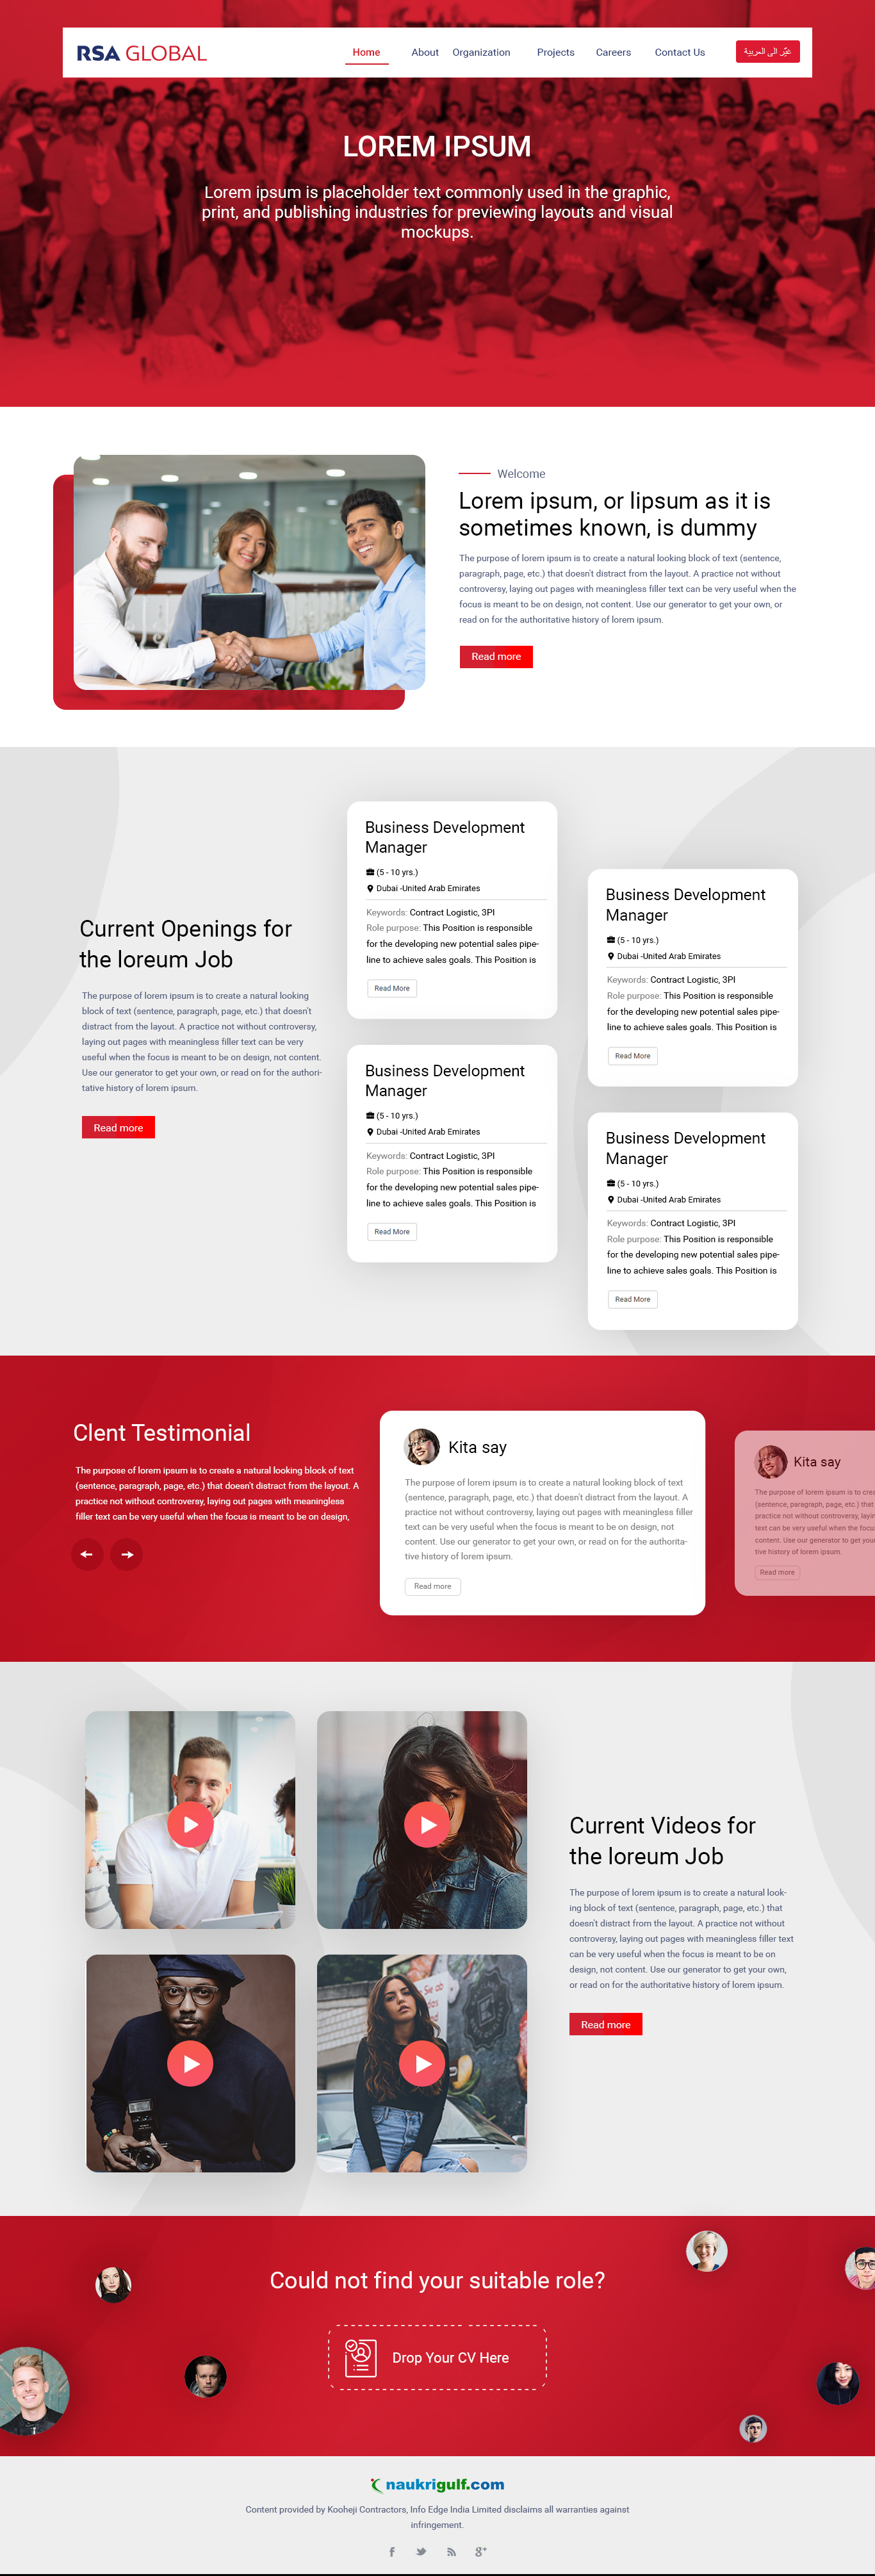 RSA GLOBAL
Home About Organization Projects Careers Contact Us غيّر الى العربية
LOREM IPSUM
Lorem ipsum is placeholder text commonly used in the graphic,
print, and publishing industries for previewing layouts and visual
mockups.
Welcome
Lorem ipsum, or lipsum as it is
sometimes known, is dummy
The purpose of lorem ipsum is to create a natural looking block of text (sentence,
paragraph, page, etc.) that doesn't distract from the layout. A practice not without
controversy, laying out pages with meaningless filler text can be very useful when the
focus is meant to be on design, not content. Use our generator to get your own, or
read on for the authoritative history of lorem ipsum.
Read more
Current Openings for
the loreum Job
The purpose of lorem ipsum is to create a natural looking
block of text (sentence, paragraph, page, etc.) that doesn't
distract from the layout. A practice not without controversy,
laying out pages with meaningless filler text can be very
useful when the focus is meant to be on design, not content.
Use our generator to get your own, or read on for the authori-
tative history of lorem ipsum.
Read more
Business Development
Manager
(5 - 10 yrs.)
Dubai -United Arab Emirates
Keywords: Contract Logistic, 3PI
Role purpose: This Position is responsible
for the developing new potential sales pipe-
line to achieve sales goals. This Position is
Read More
Business Development
Manager
(5 - 10 yrs.)
Dubai -United Arab Emirates
Keywords: Contract Logistic, 3PI
Role purpose: This Position is responsible
for the developing new potential sales pipe-
line to achieve sales goals. This Position is
Read More
Business Development
Manager
(5 - 10 yrs.)
Dubai -United Arab Emirates
Keywords: Contract Logistic, 3PI
Role purpose: This Position is responsible
for the developing new potential sales pipe-
line to achieve sales goals. This Position is
Read More
Business Development
Manager
(5 - 10 yrs.)
Dubai -United Arab Emirates
Keywords: Contract Logistic, 3PI
Role purpose: This Position is responsible
for the developing new potential sales pipe-
line to achieve sales goals. This Position is
Read More
Clent Testimonial
The purpose of lorem ipsum is to create a natural looking block of text
(sentence, paragraph, page, etc.) that doesn't distract from the layout. A
practice not without controversy, laying out pages with meaningless
filler text can be very useful when the focus is meant to be on design,
Kita say
The purpose of lorem ipsum is to create a natural looking block of text
(sentence, paragraph, page, etc.) that doesn't distract from the layout. A
practice not without controversy, laying out pages with meaningless filler
text can be very useful when the focus is meant to be on design, not
content. Use our generator to get your own, or read on for the authorita-
tive history of lorem ipsum.
Read more
Kita say
The purpose of lorem ipsum is to crea
(sentence, paragraph, page, etc.) that
practice not without controversy, layin
text can be very useful when the focu
content. Use our generator to get your
tive history of lorem ipsum.
Read more
Current Videos for
the loreum Job
The purpose of lorem ipsum is to create a natural look-
ing block of text (sentence, paragraph, page, etc.) that
doesn't distract from the layout. A practice not without
controversy, laying out pages with meaningless filler text
can be very useful when the focus is meant to be on
design, not content. Use our generator to get your own,
or read on for the authoritative history of lorem ipsum.
Read more
Could not find your suitable role?
Drop Your CV Here
naukrigulf.com
Content provided by Kooheji Contractors, Info Edge India Limited disclaims all warranties against
infringement.